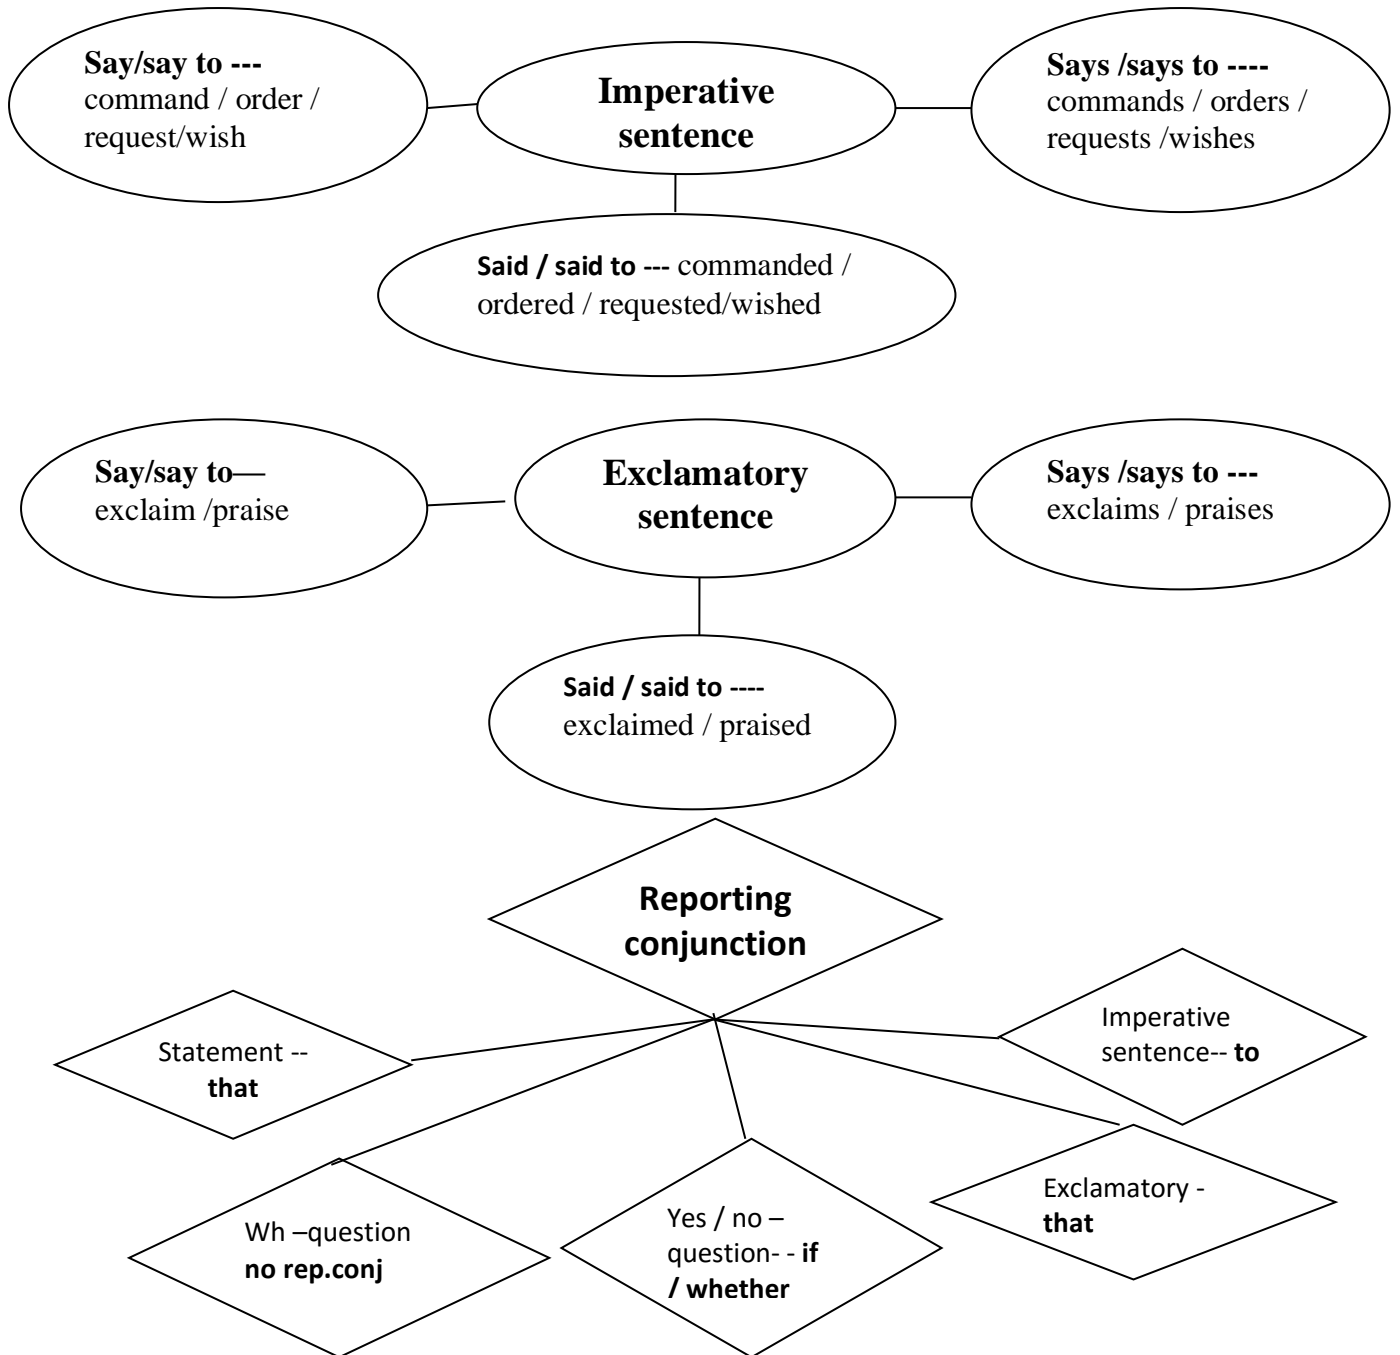 Say/say to ---
command / order /
request/wish
Imperative
sentence
Says /says to ----
commands / orders /
requests /wishes
Said / said to --- commanded /
ordered / requested/wished
Say/say to—
exclaim /praise
Exclamatory
sentence
Says /says to ---
exclaims / praises
Said / said to ----
exclaimed / praised
Reporting
conjunction
Statement --
that
Wh –question
no rep.conj
Yes / no –
question- - if
/ whether
Exclamatory -
that
Imperative
sentence-- to